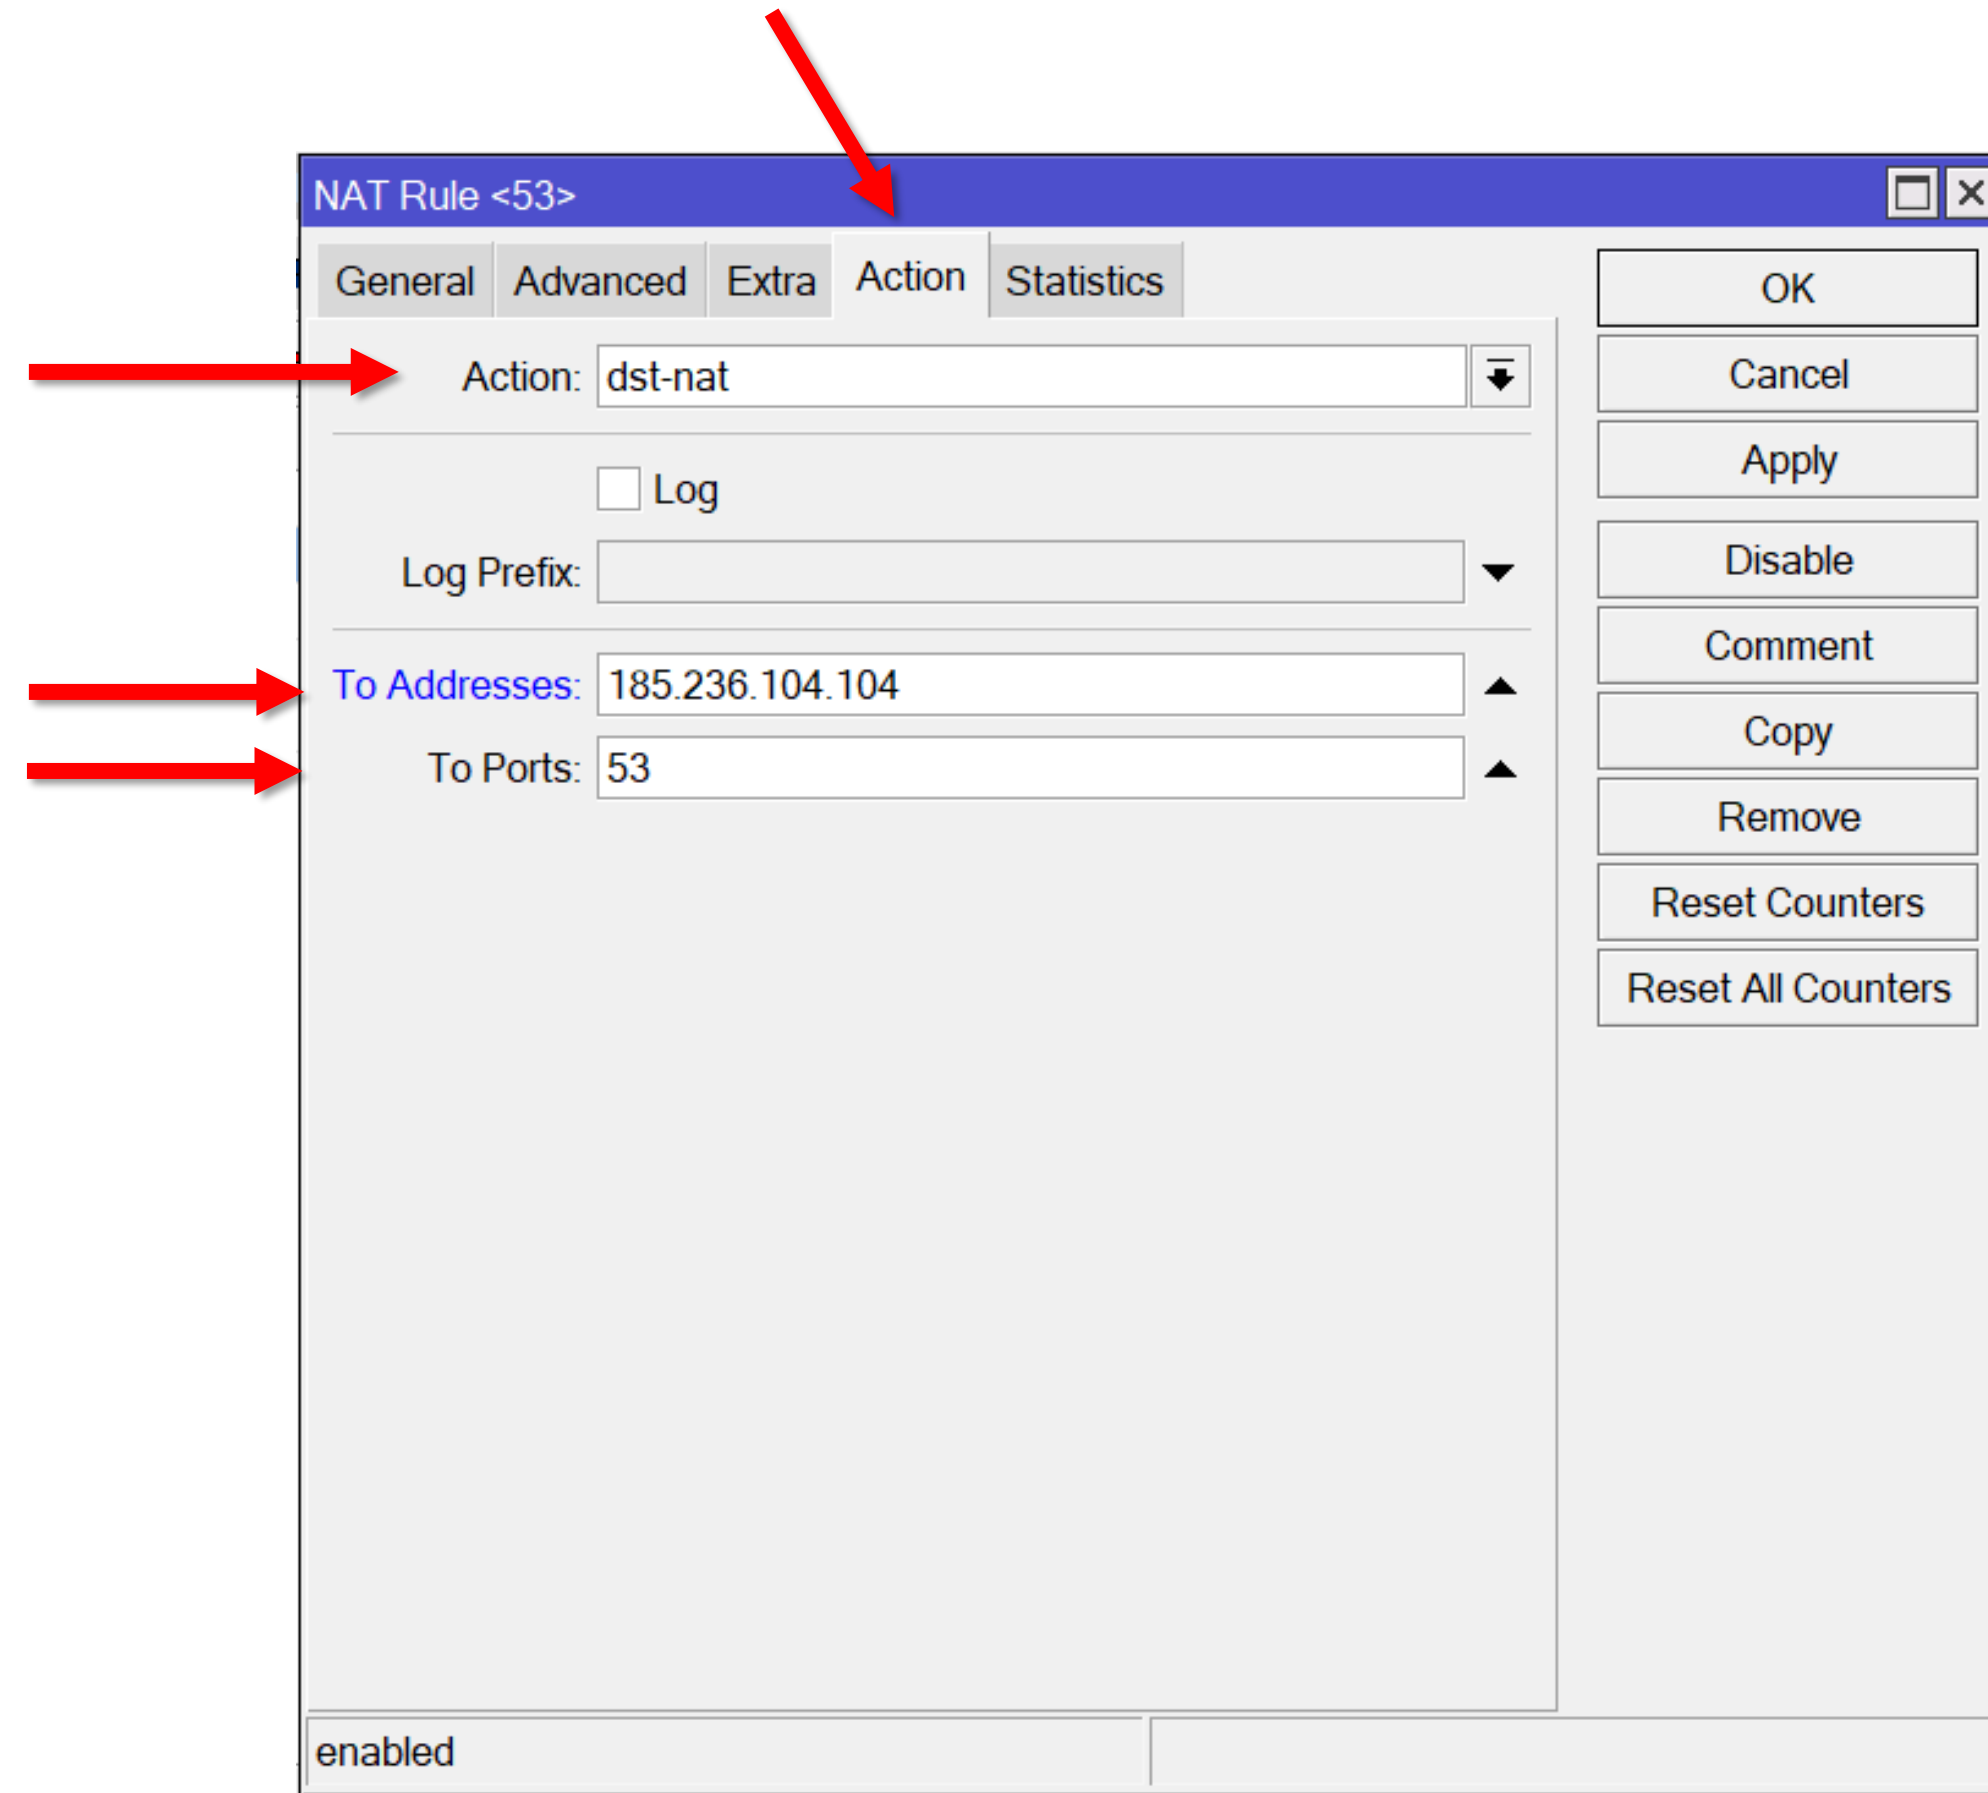 NAT Rule <53>
General Advanced Extra Action Statistics
OK
Action: dst-nat
Cancel
Log
Apply
Log Prefix:
Disable
Comment
To Addresses: 185.236.104.104
Copy
To Ports: 53
Remove
Reset Counters
Reset All Counters
enabled